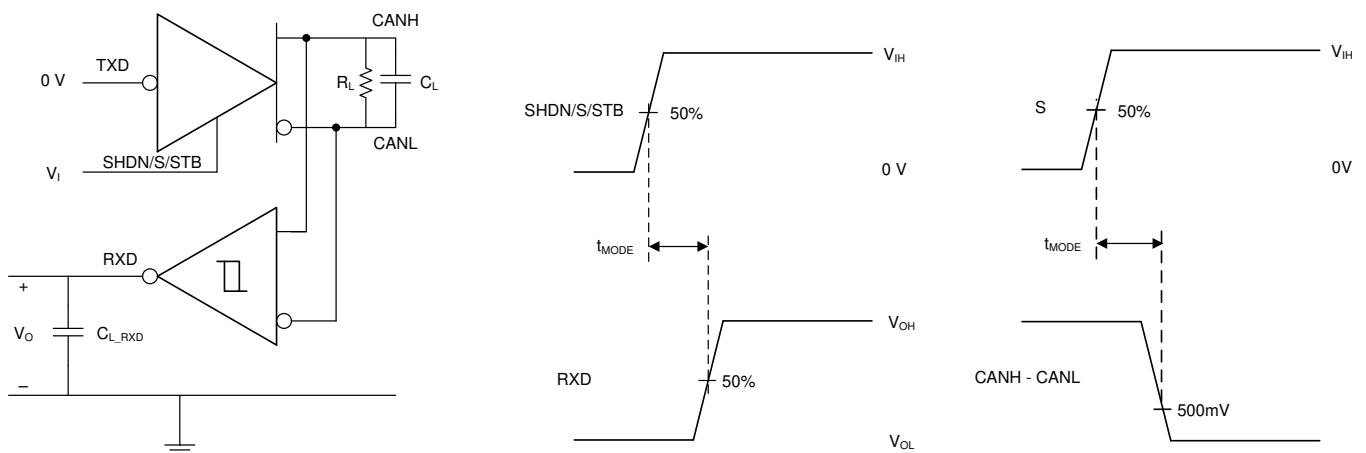 CANH
TXD
0 V
R_L
C_L
CANL
SHDN/S/STB
V_I
RXD
+
V_O
C_L_RXD
–
V_IH
SHDN/S/STB
50%
0 V
t_MODE
V_OH
RXD
50%
V_OL
V_IH
S
50%
0V
t_MODE
CANH - CANL
500mV